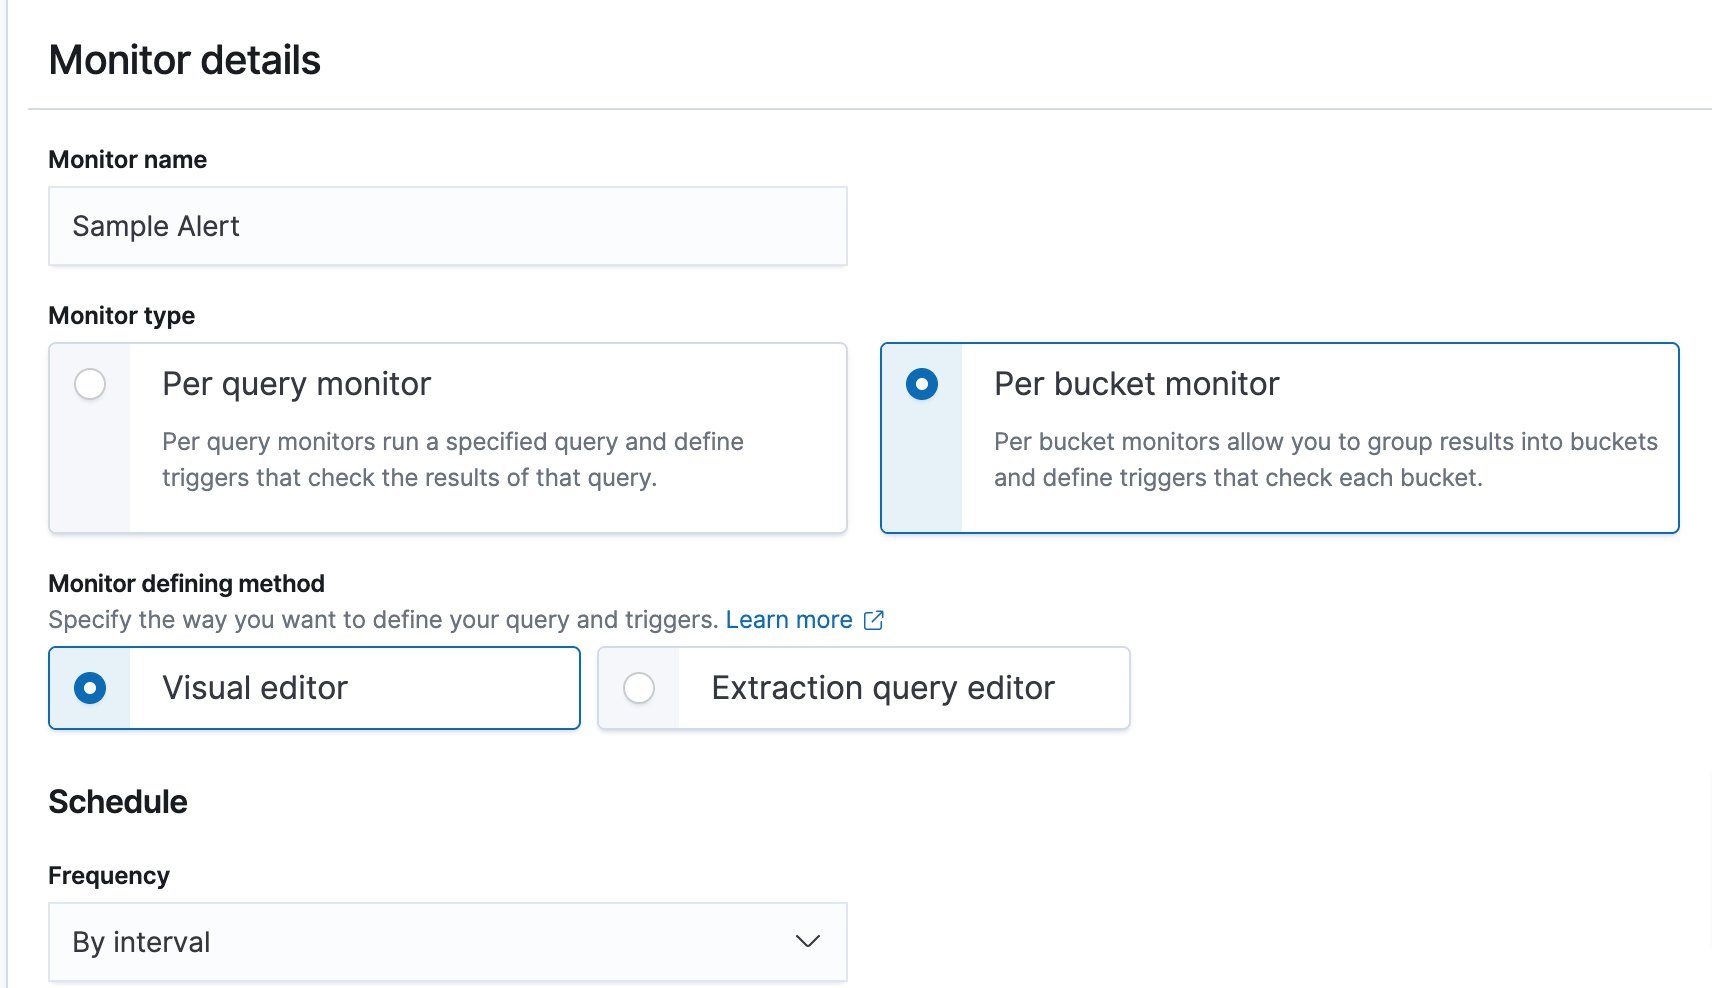 Monitor details
Monitor name
Sample Alert
Monitor type
Per query monitor
Per query monitors run a specified query and define
triggers that check the results of that query.
Per bucket monitor
Per bucket monitors allow you to group results into buckets
and define triggers that check each bucket.
Monitor defining method
Specify the way you want to define your query and triggers. Learn more
Visual editor
Extraction query editor
Schedule
Frequency
By interval